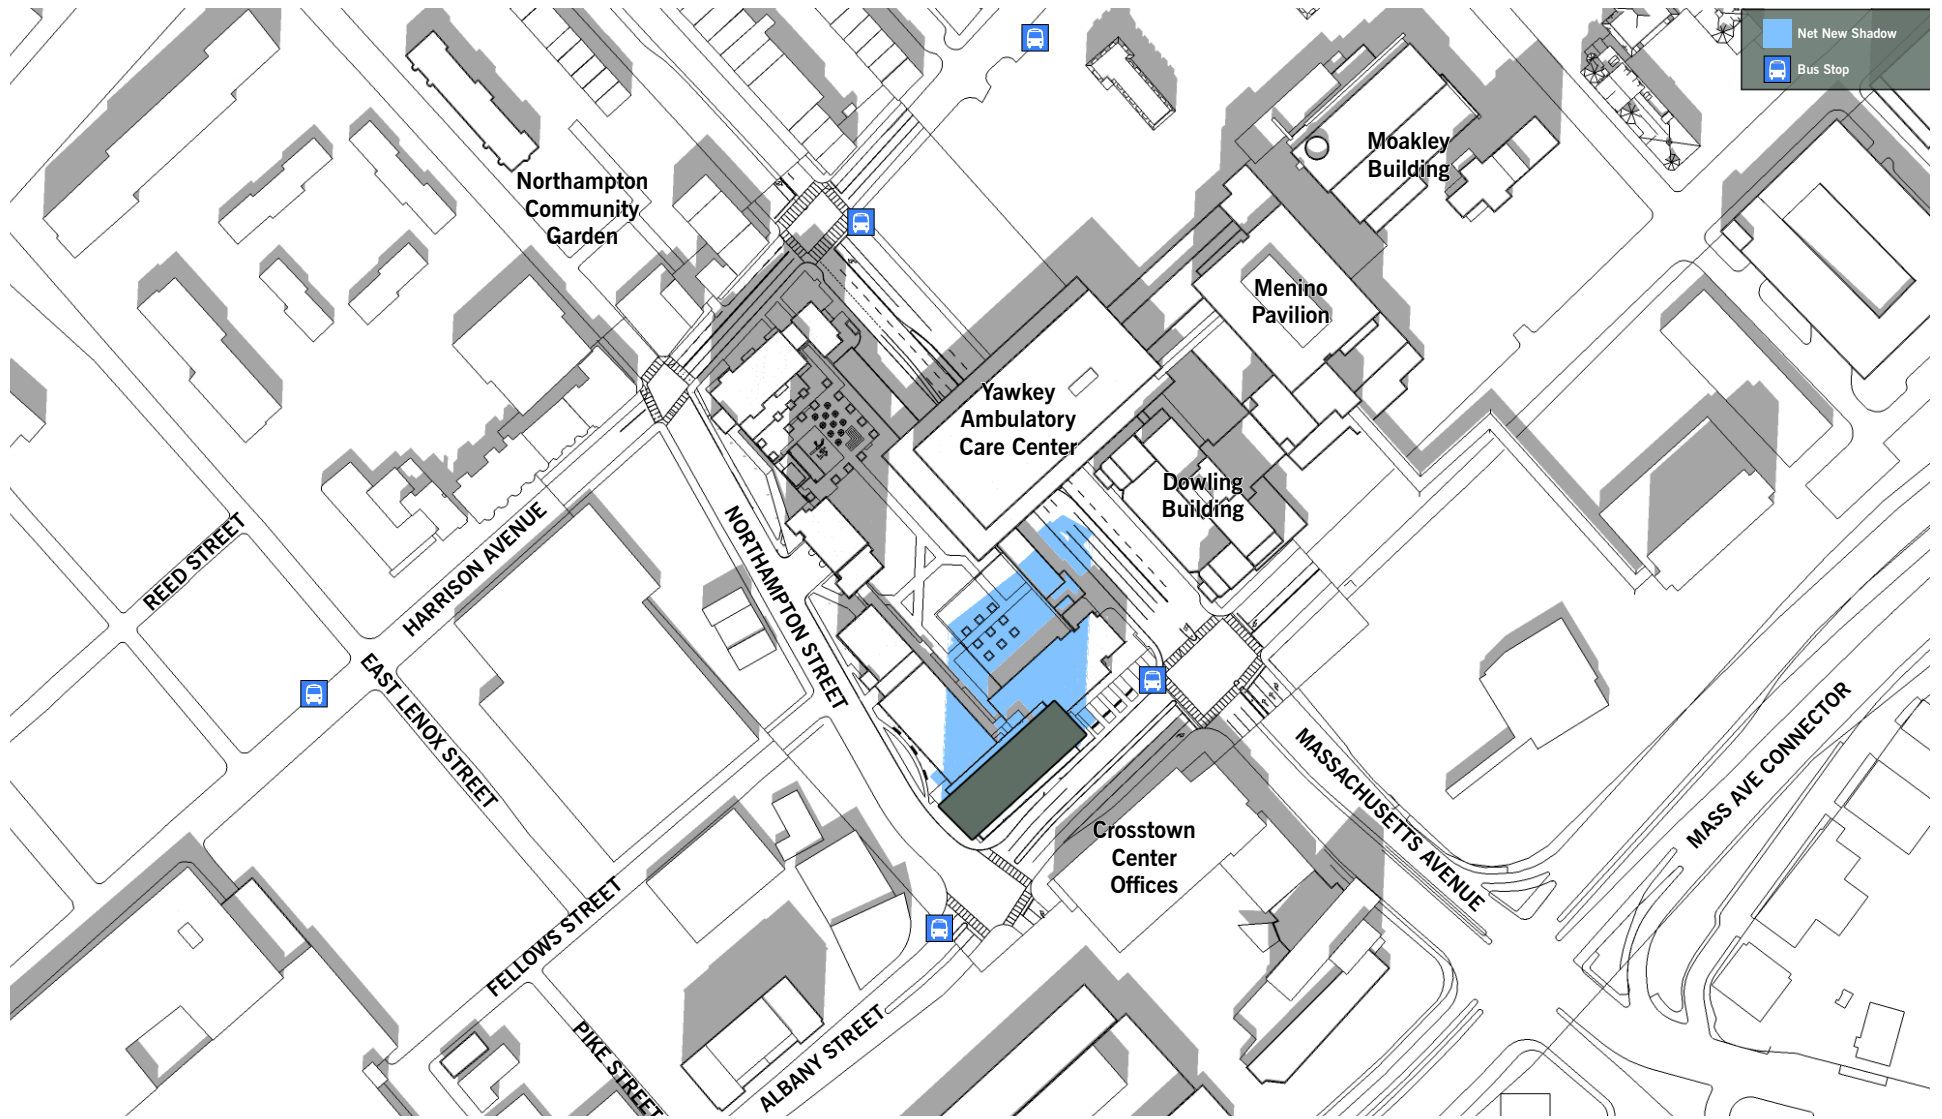 Net New Shadow
Bus Stop
Moakley
Building
Northampton
Community
Garden
Menino
Pavilion
Yawkey
Ambulatory
Care Center
Dowling
Building
REED STREET
HARRISON AVENUE
NORTHAMPTON STREET
EAST LENOX STREET
MASSACHUSETTS AVENUE
MASS AVE CONNECTOR
Crosstown
Center
Offices
FELLOWS STREET
PIKE STREET
ALBANY STREET